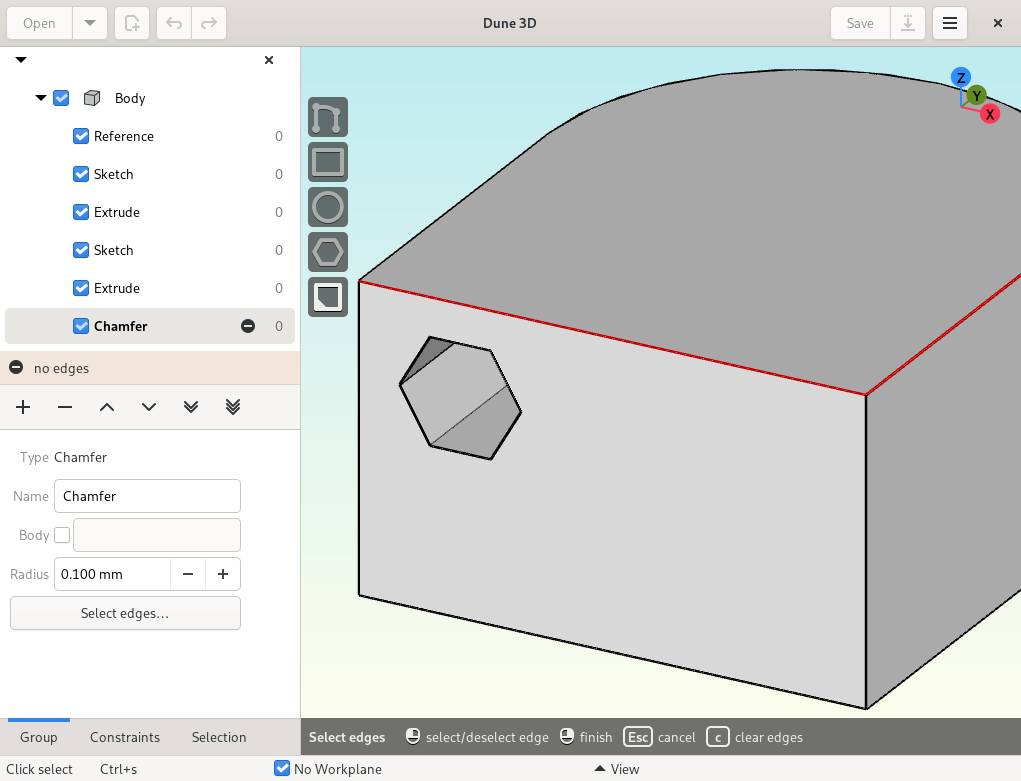 Open
Dune 3D
Save
Body
Reference 0
Sketch 0
Extrude 0
Sketch 0
Extrude 0
Chamfer 0
no edges
Type Chamfer
Name Chamfer
Body
Radius 0.100 mm
Select edges...
Group Constraints Selection
Z
Y
X
Select edges select/deselect edge finish Esc cancel c clear edges
Click select Ctrl+s No Workplane View